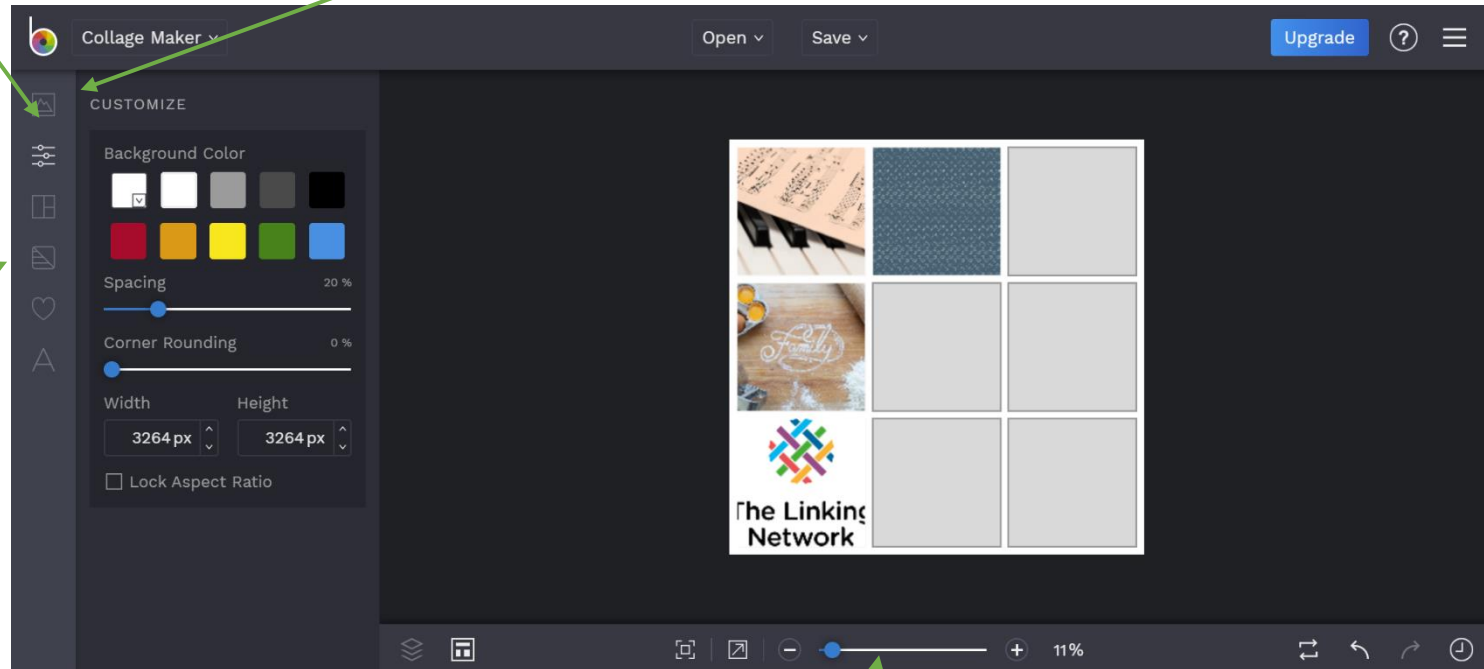 Collage Maker
Open
Save
Upgrade
?
CUSTOMIZE
Background Color
Spacing 20 %
Corner Rounding 0 %
Width Height
3264 px 3264 px
Lock Aspect Ratio
Family
The Linking
Network
11%